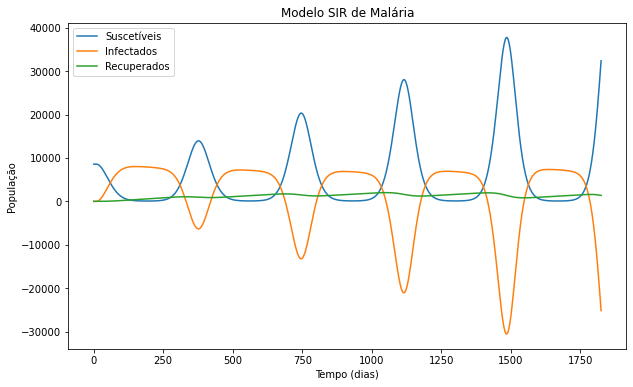 Modelo SIR de Malária
Suscetíveis
Infectados
Recuperados
População
40000
30000
20000
10000
0
-10000
-20000
-30000
0 250 500 750 1000 1250 1500 1750
Tempo (dias)